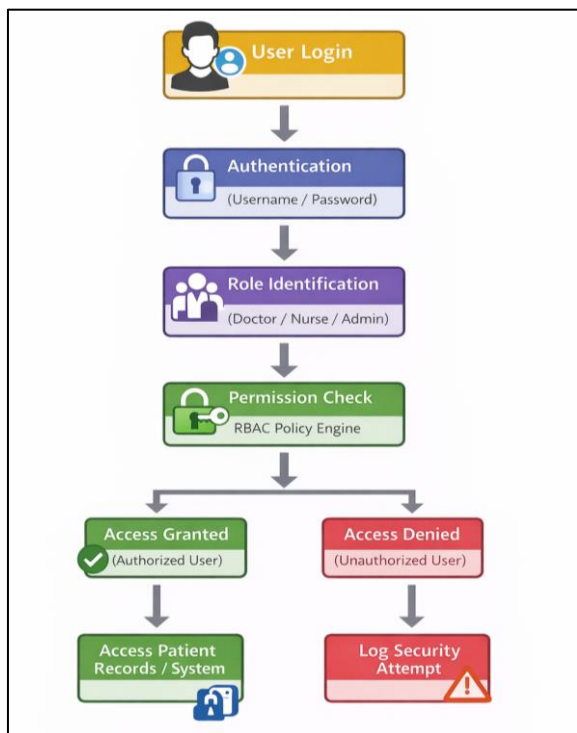 User Login
Authentication
(Username / Password)
Role Identification
(Doctor / Nurse / Admin)
Permission Check
RBAC Policy Engine
Access Granted
(Authorized User)
Access Denied
(Unauthorized User)
Access Patient
Records / System
Log Security
Attempt